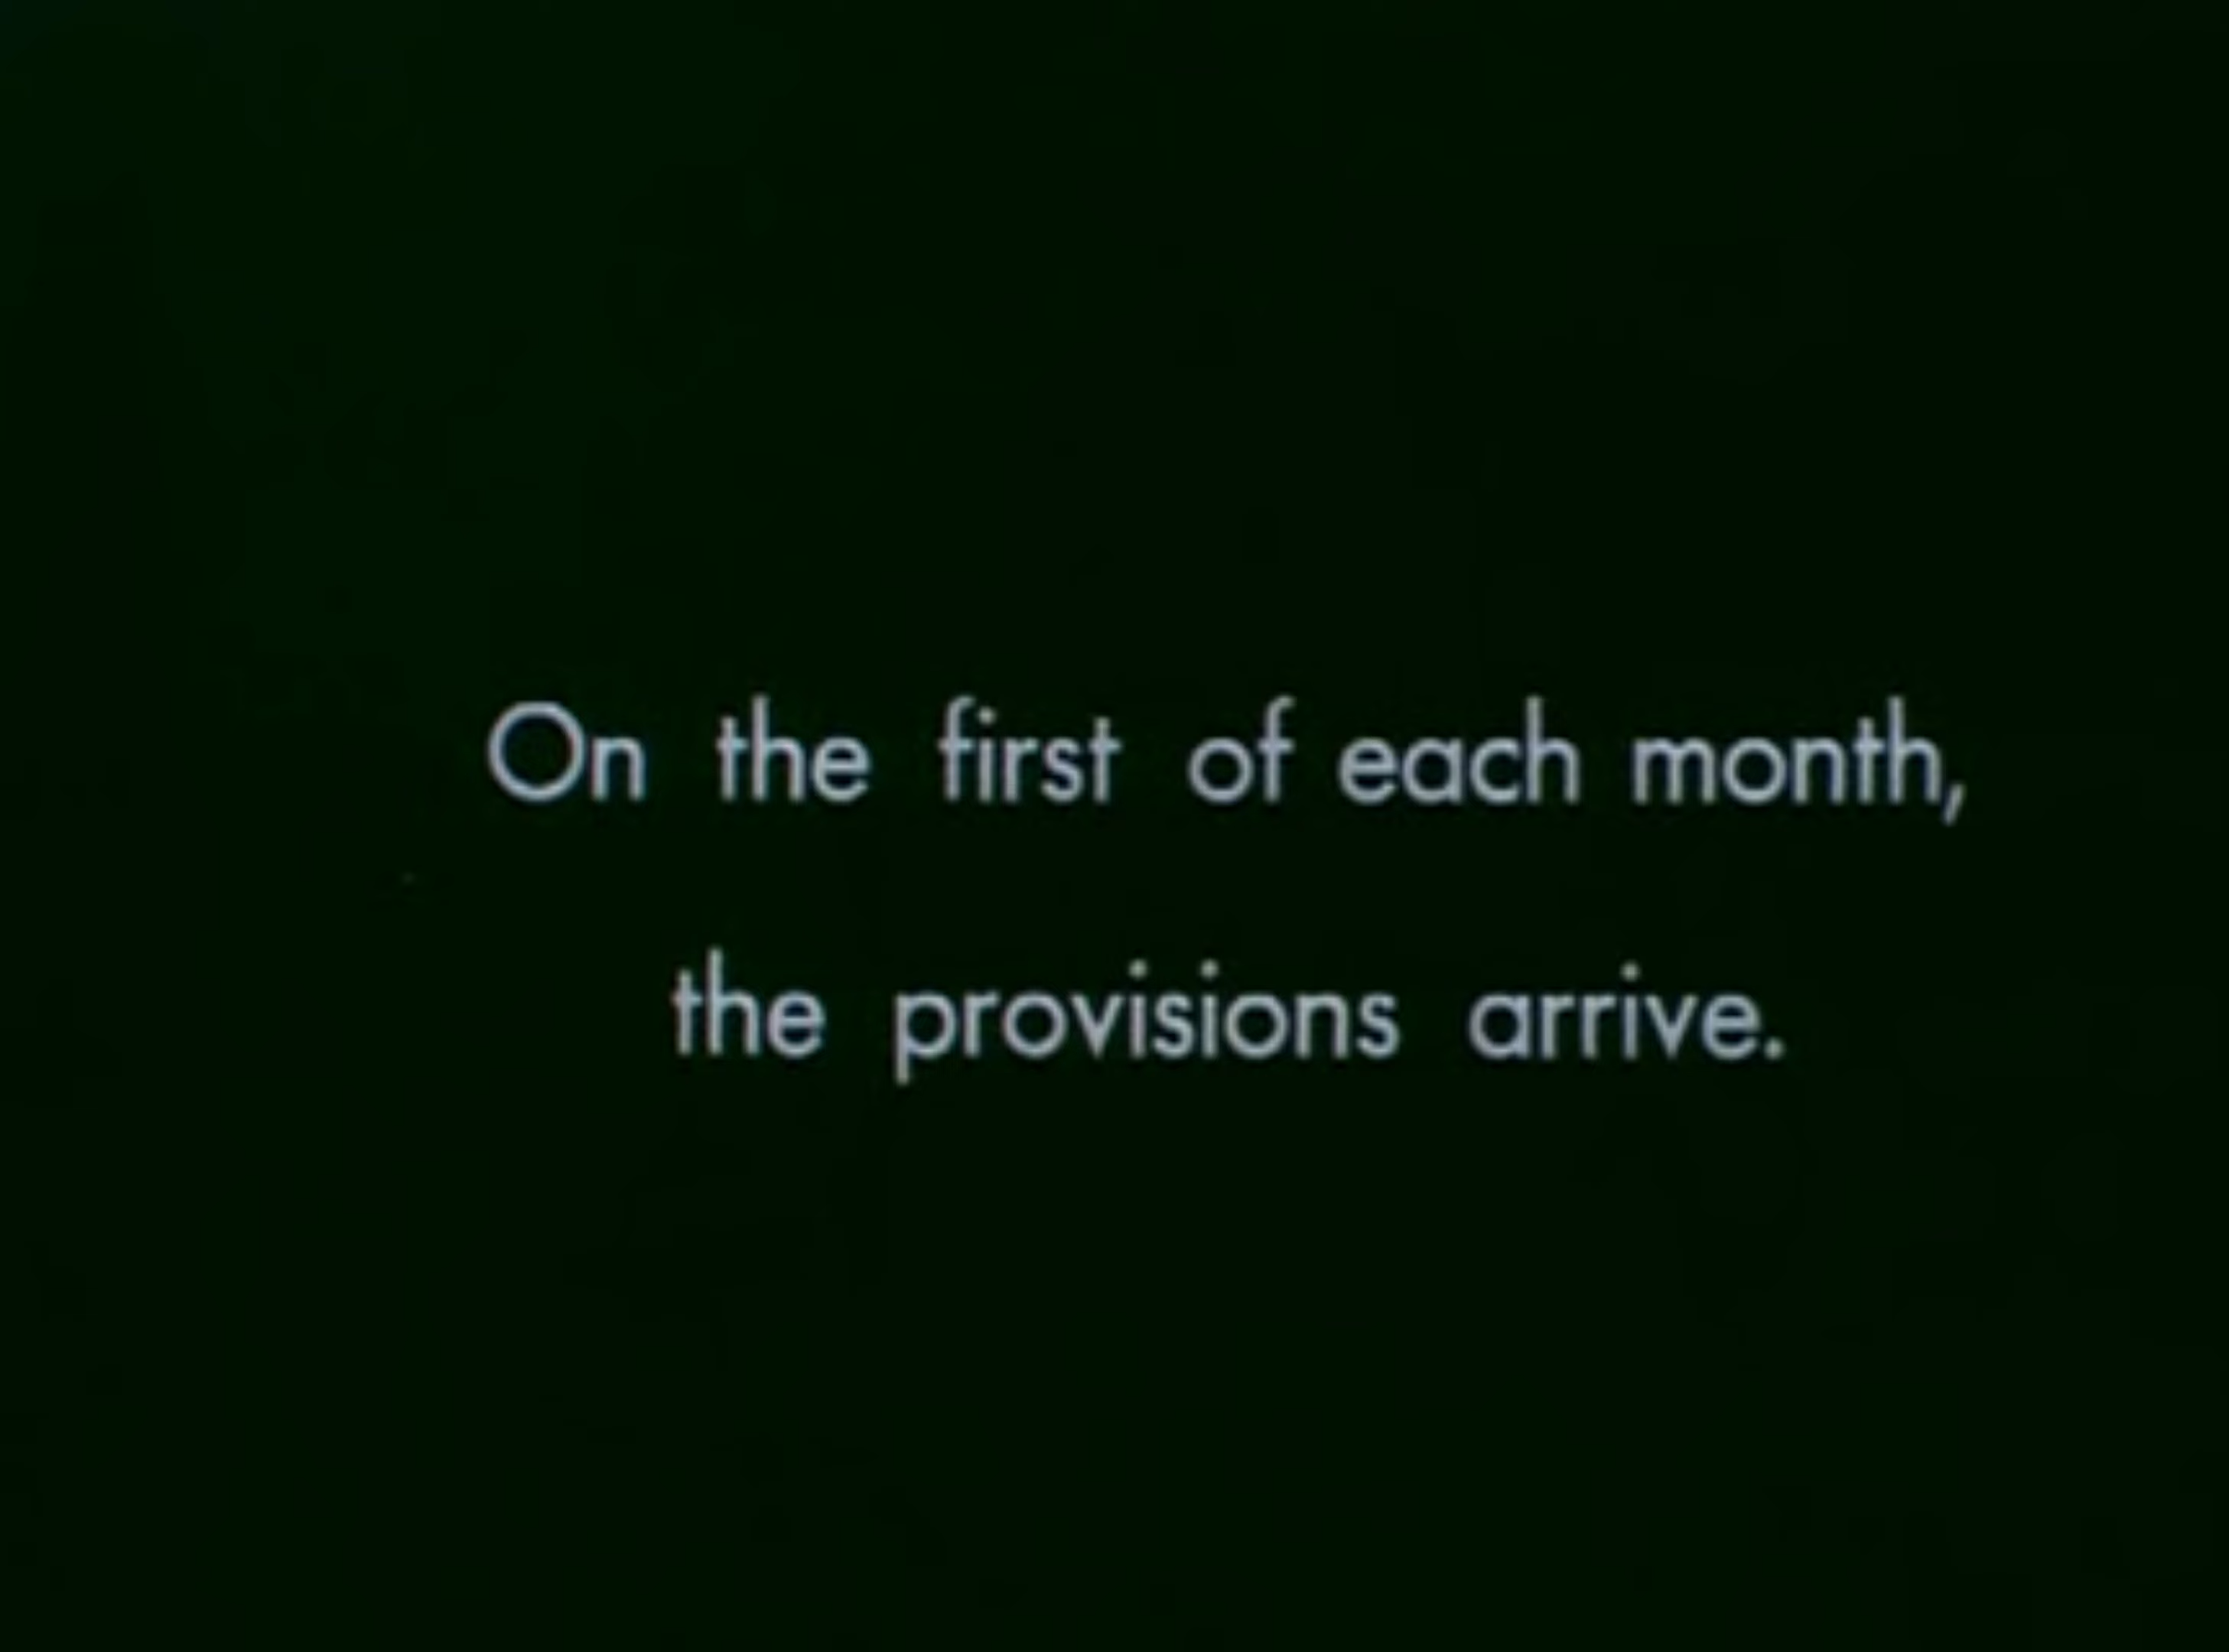 On the first of each month,
the provisions arrive.